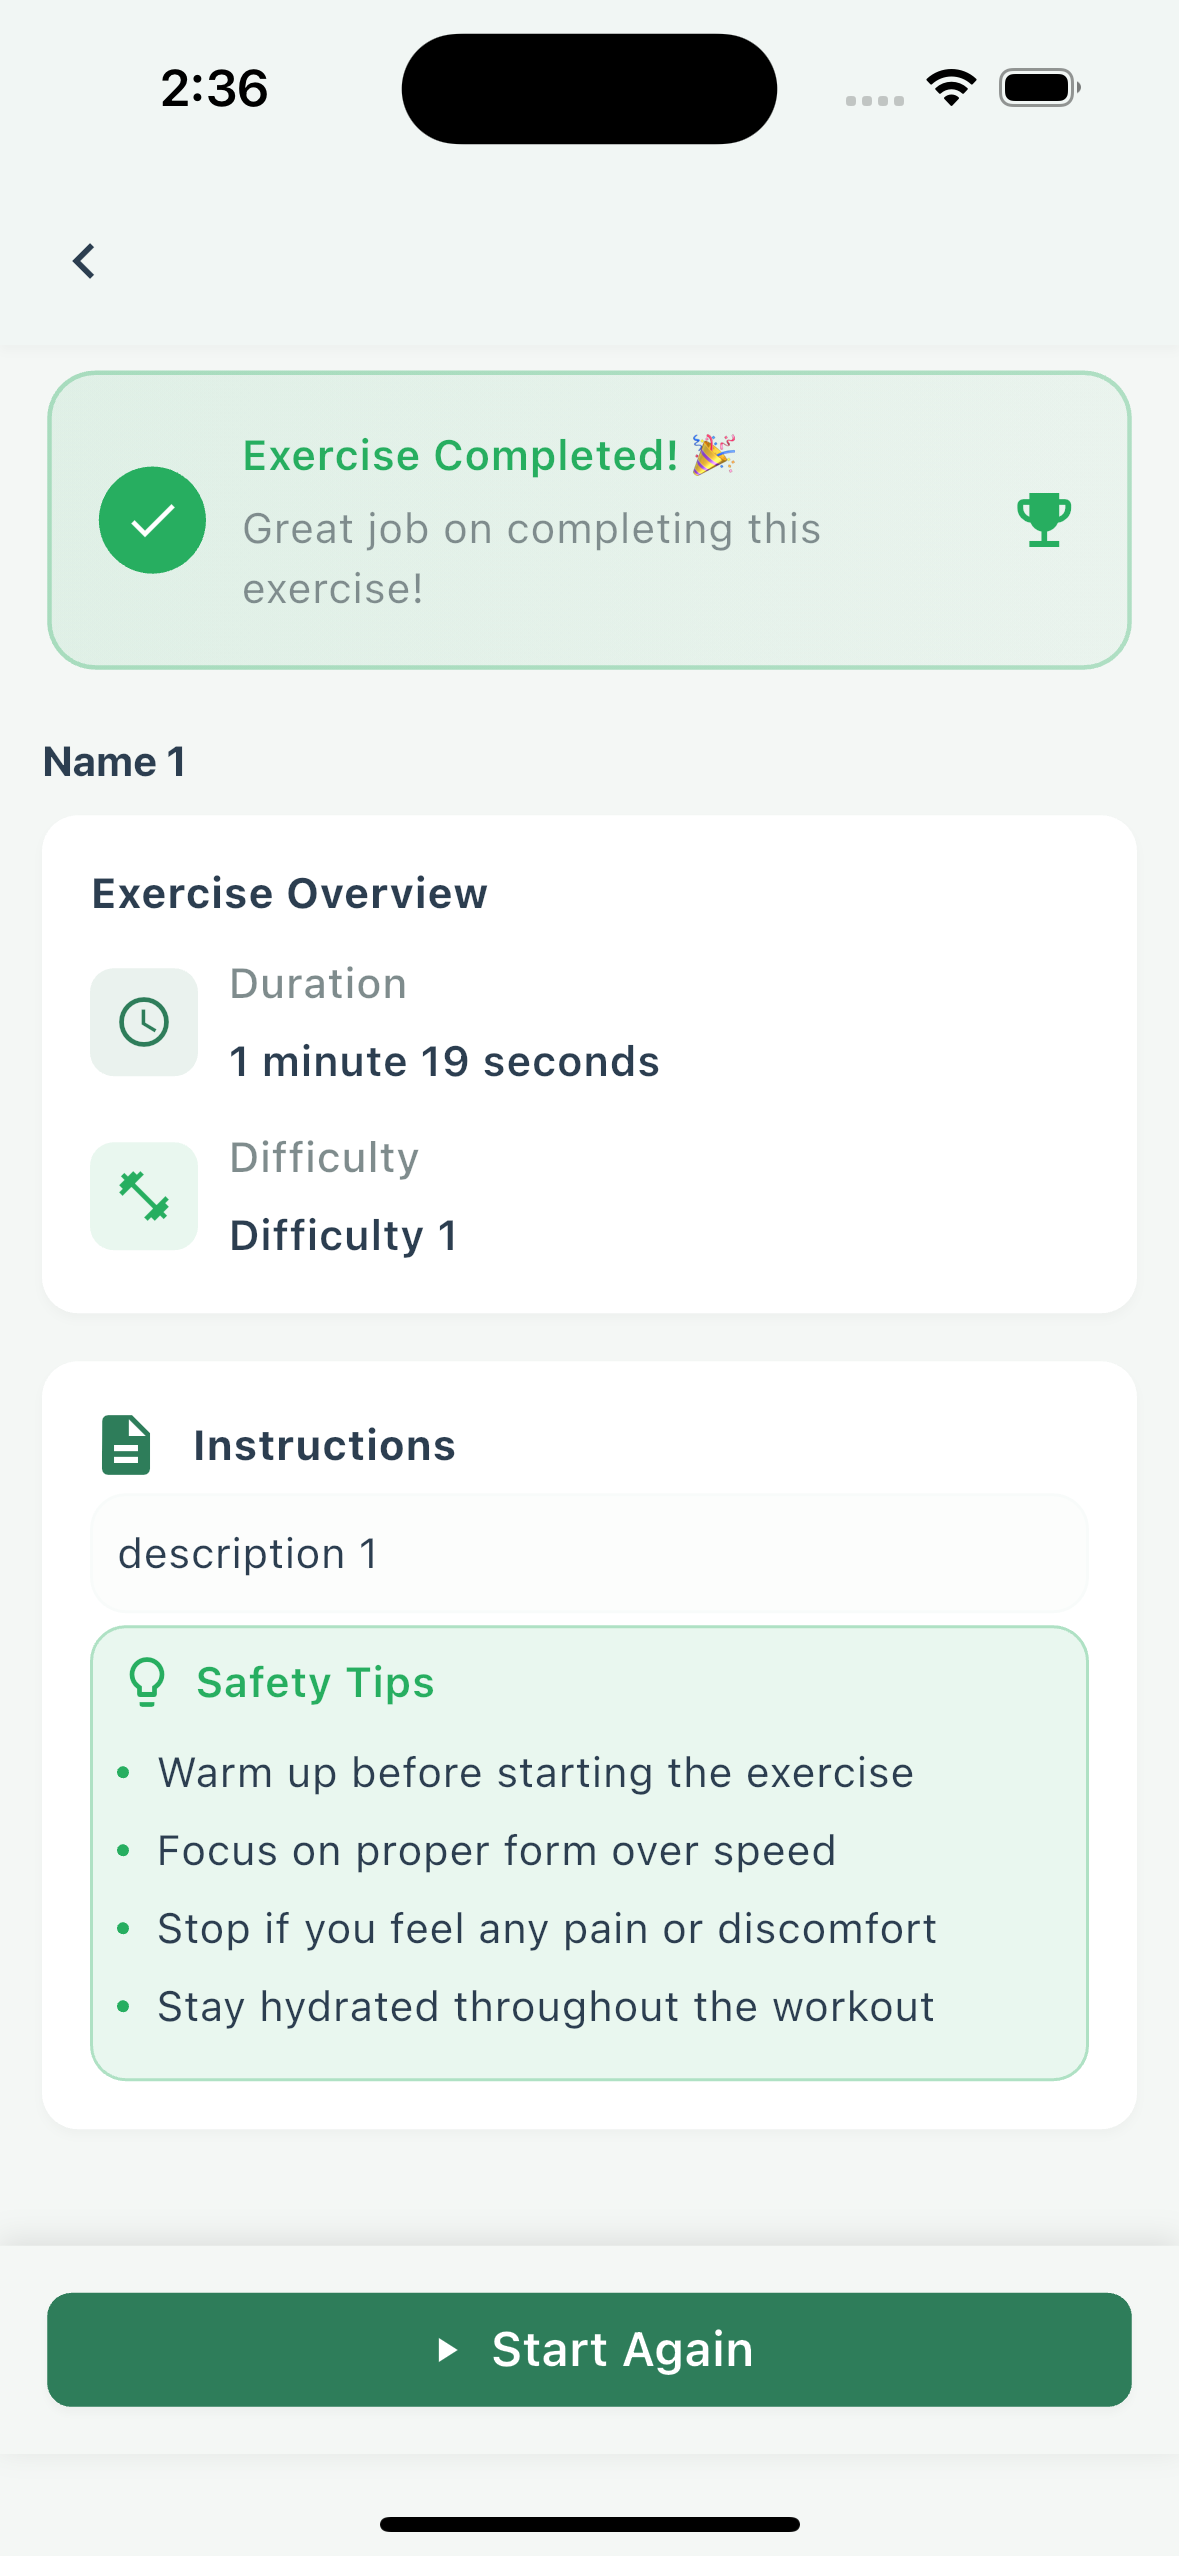 2:36
Exercise Completed! 🎉
Great job on completing this
exercise!
Name 1
Exercise Overview
Duration
1 minute 19 seconds
Difficulty
Difficulty 1
Instructions
description 1
Safety Tips
• Warm up before starting the exercise
• Focus on proper form over speed
• Stop if you feel any pain or discomfort
• Stay hydrated throughout the workout
Start Again